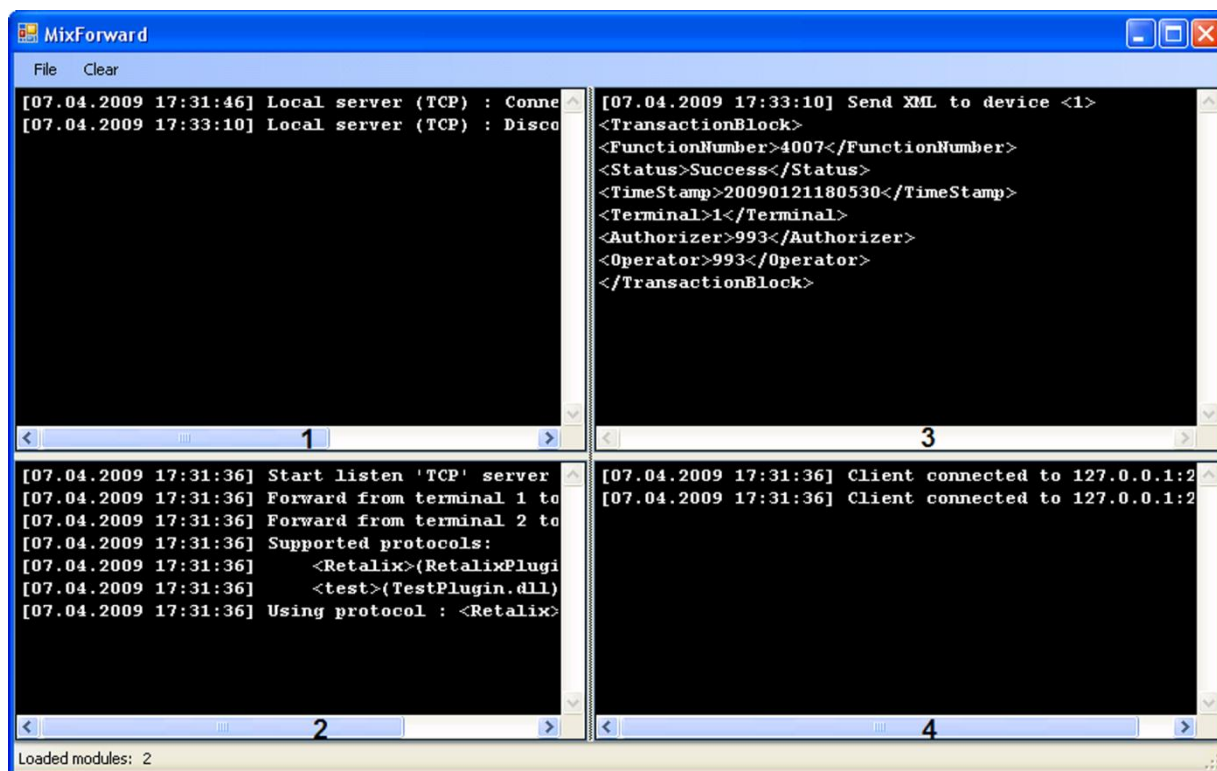 MixForward
File Clear
[07.04.2009 17:31:46] Local server (TCP) : Conne
[07.04.2009 17:33:10] Local server (TCP) : Disco
1
[07.04.2009 17:33:10] Send XML to device <1>
<TransactionBlock>
<FunctionNumber>4007</FunctionNumber>
<Status>Success</Status>
<TimeStamp>20090121180530</TimeStamp>
<Terminal>1</Terminal>
<Authorizer>993</Authorizer>
<Operator>993</Operator>
</TransactionBlock>
3
[07.04.2009 17:31:36] Start listen 'TCP' server
[07.04.2009 17:31:36] Forward from terminal 1 to
[07.04.2009 17:31:36] Forward from terminal 2 to
[07.04.2009 17:31:36] Supported protocols:
[07.04.2009 17:31:36] <Retalix>(RetalixPlugi
[07.04.2009 17:31:36] <test>(TestPlugin.dll)
[07.04.2009 17:31:36] Using protocol : <Retalix>
2
[07.04.2009 17:31:36] Client connected to 127.0.0.1:2
[07.04.2009 17:31:36] Client connected to 127.0.0.1:2
4
Loaded modules: 2